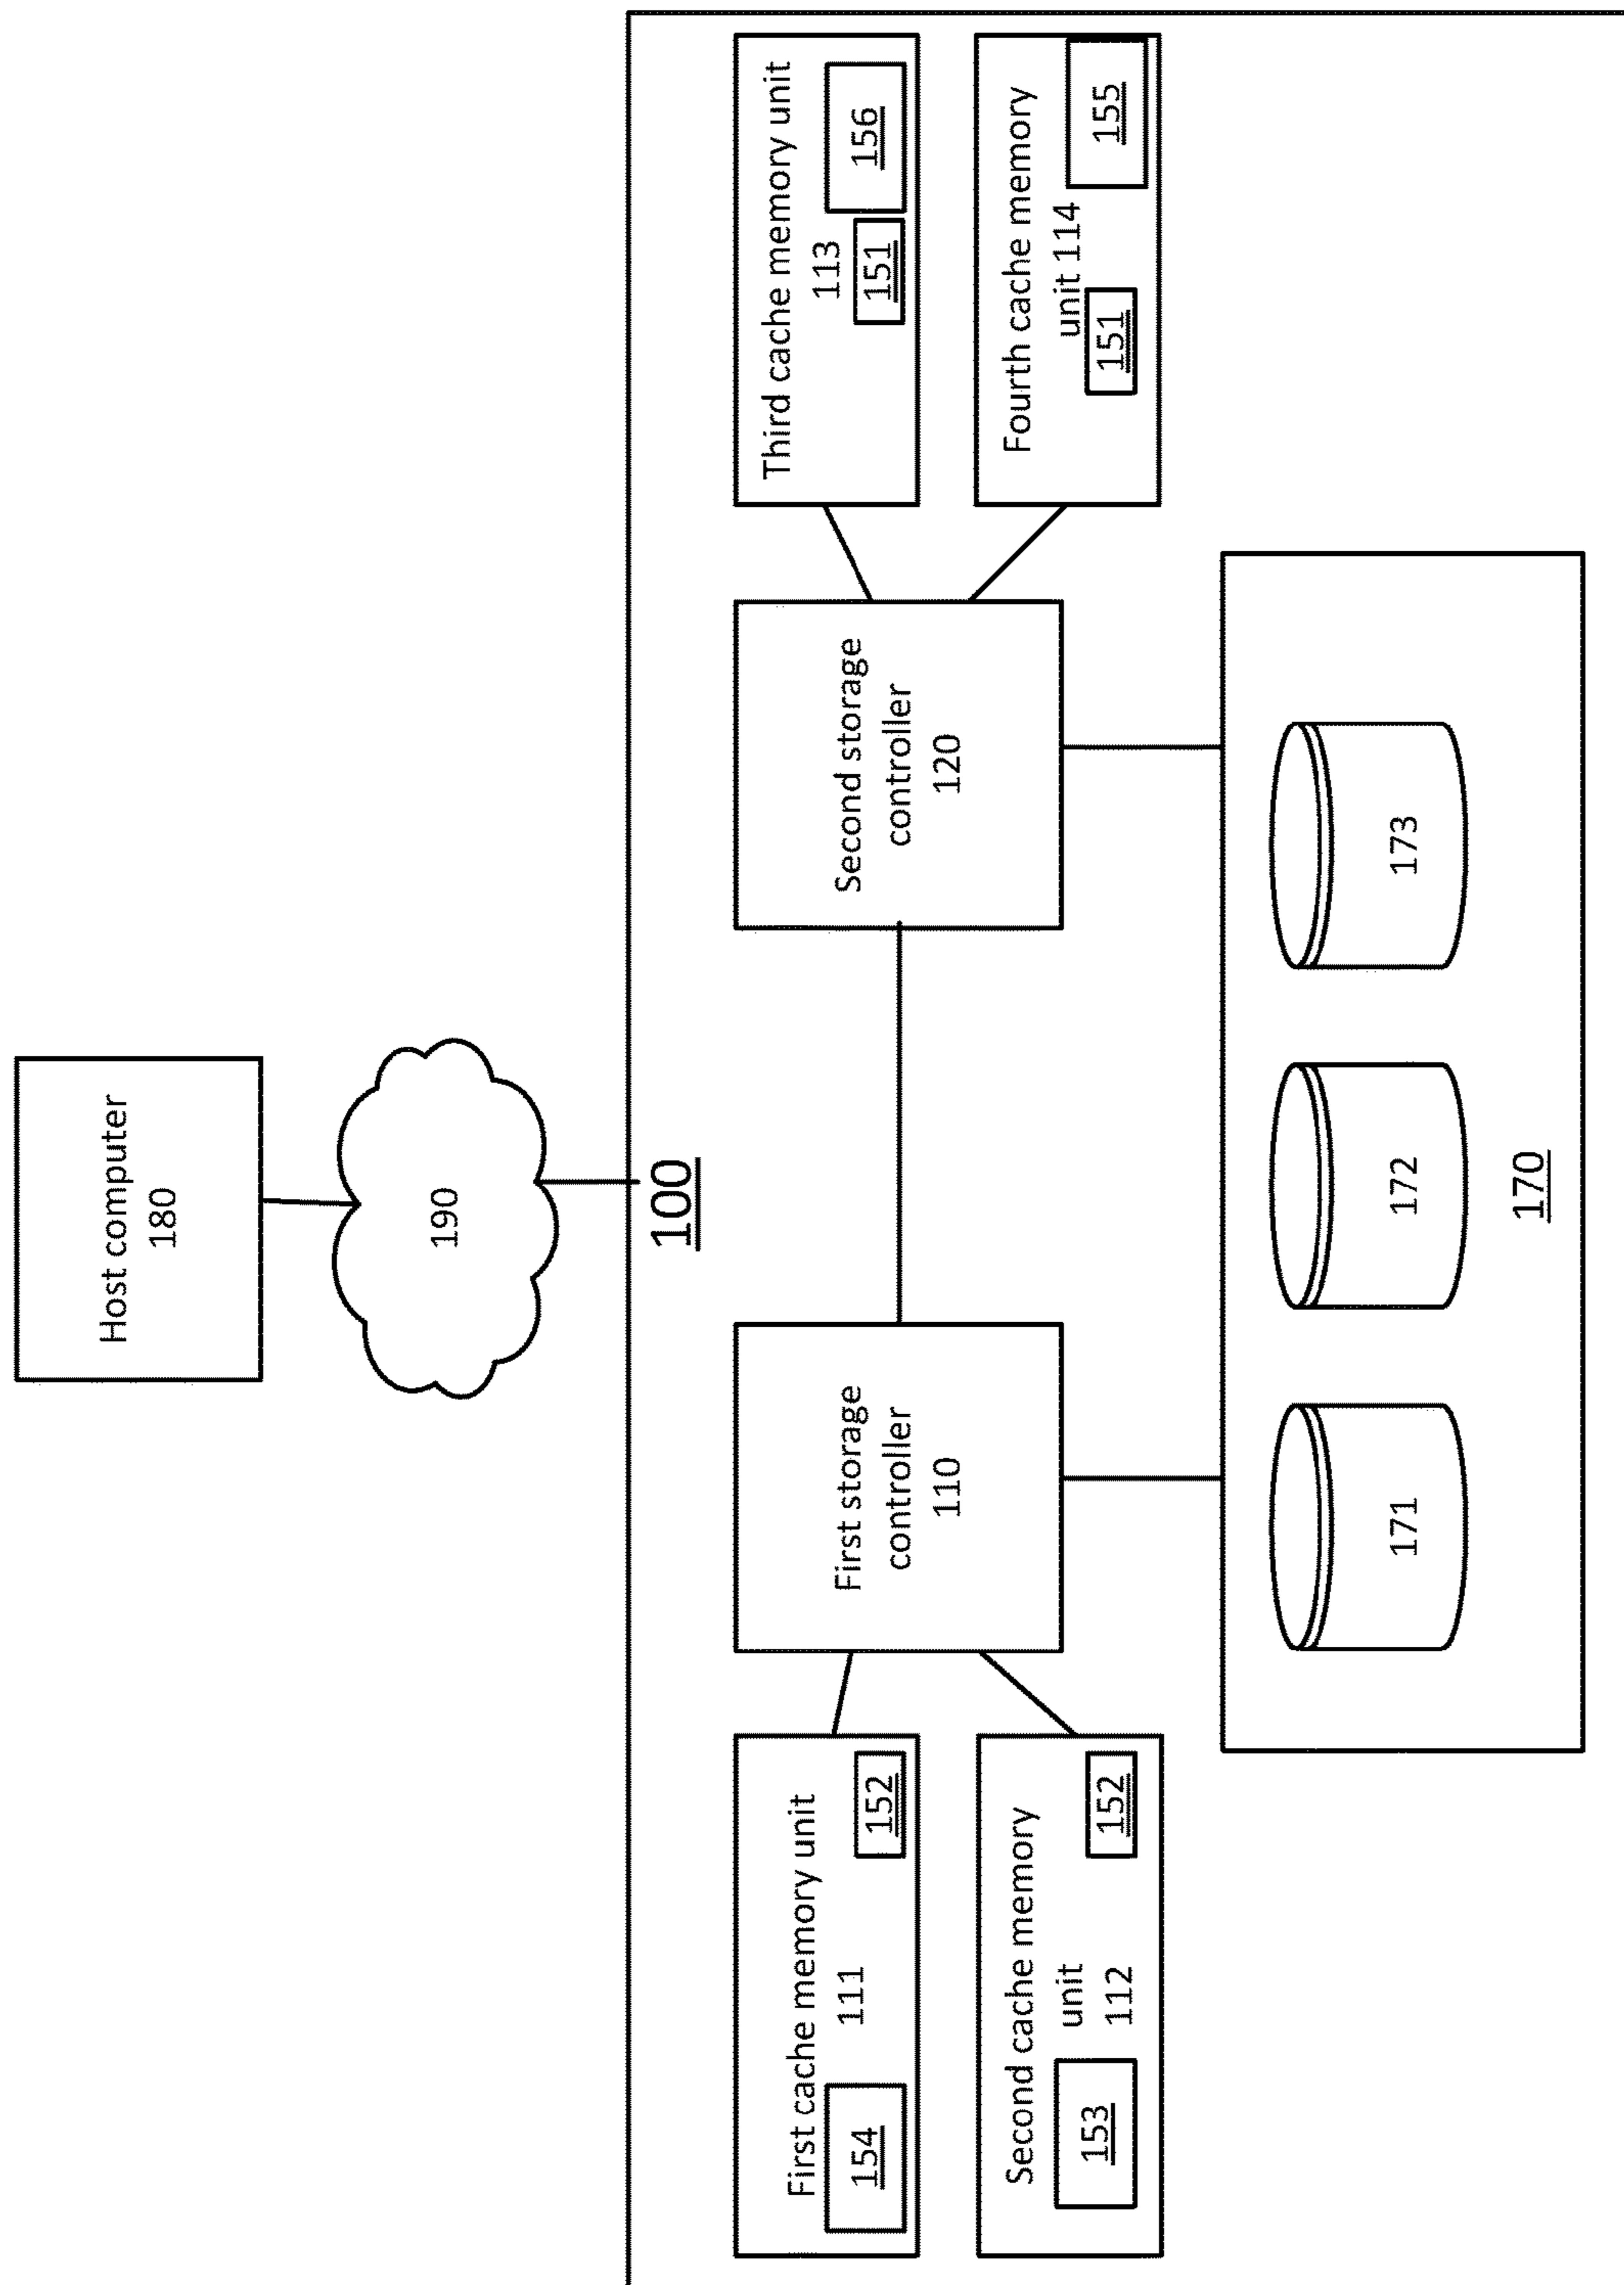 Host computer
180
190
100
First cache memory unit
111
154
152
Second cache memory
unit
112
153
152
First storage
controller
110
Second storage
controller
120
Third cache memory unit
113
151
156
Fourth cache memory
unit 114
151
155
171
172
173
170